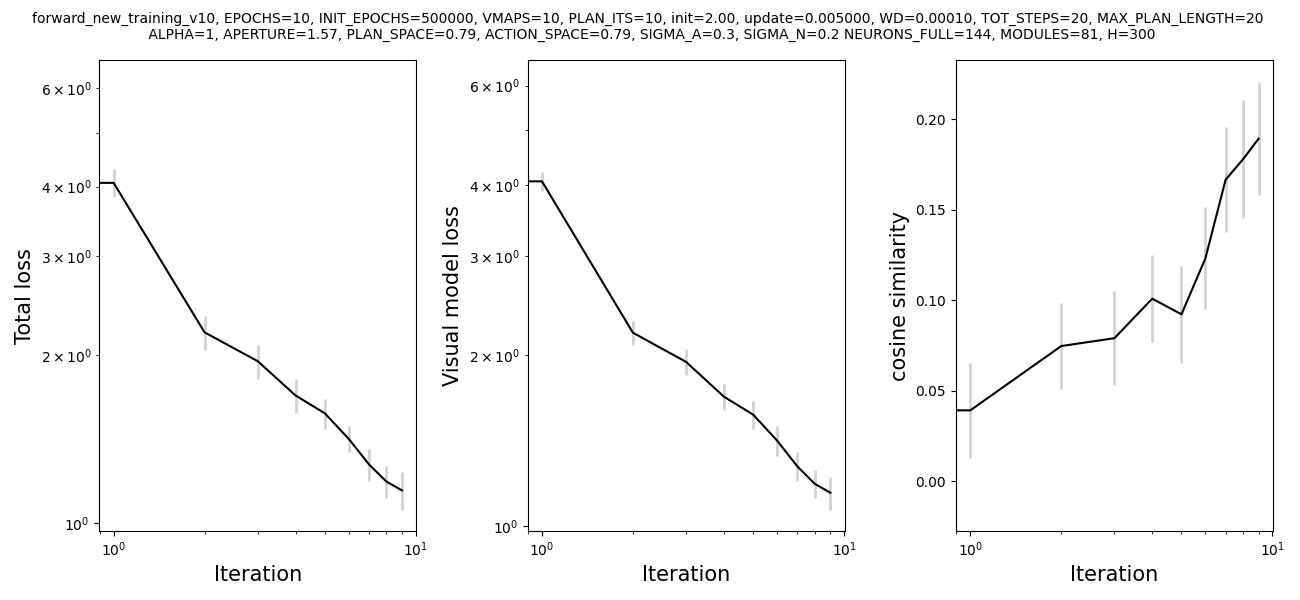 forward_new_training_v10, EPOCHS=10, INIT_EPOCHS=500000, VMAPS=10, PLAN_ITS=10, init=2.00, update=0.005000, WD=0.00010, TOT_STEPS=20, MAX_PLAN_LENGTH=20
ALPHA=1, APERTURE=1.57, PLAN_SPACE=0.79, ACTION_SPACE=0.79, SIGMA_A=0.3, SIGMA_N=0.2 NEURONS_FULL=144, MODULES=81, H=300
Total loss
6 × 10⁰
4 × 10⁰
3 × 10⁰
2 × 10⁰
10⁰
10⁰
10¹
Iteration
Visual model loss
6 × 10⁰
4 × 10⁰
3 × 10⁰
2 × 10⁰
10⁰
10⁰
10¹
Iteration
cosine similarity
0.20
0.15
0.10
0.05
0.00
10⁰
10¹
Iteration